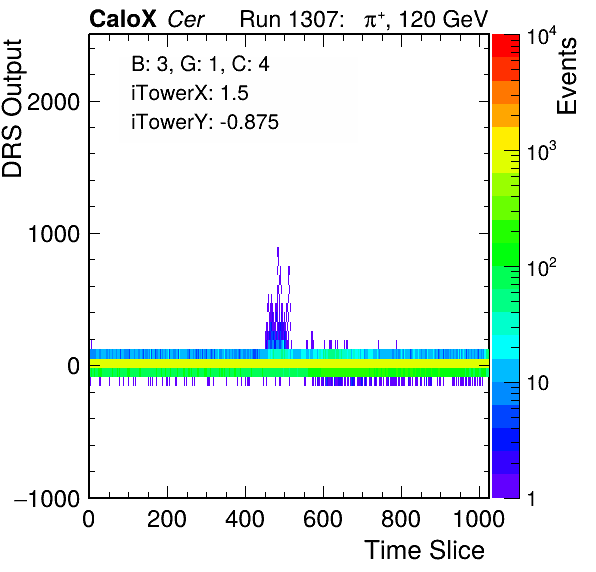 CaloX Cer Run 1307: π⁺, 120 GeV
B: 3, G: 1, C: 4
iTowerX: 1.5
iTowerY: -0.875
DRS Output
2000
1000
0
−1000
0 200 400 600 800 1000
Time Slice
Events
10⁴
10³
10²
10
1